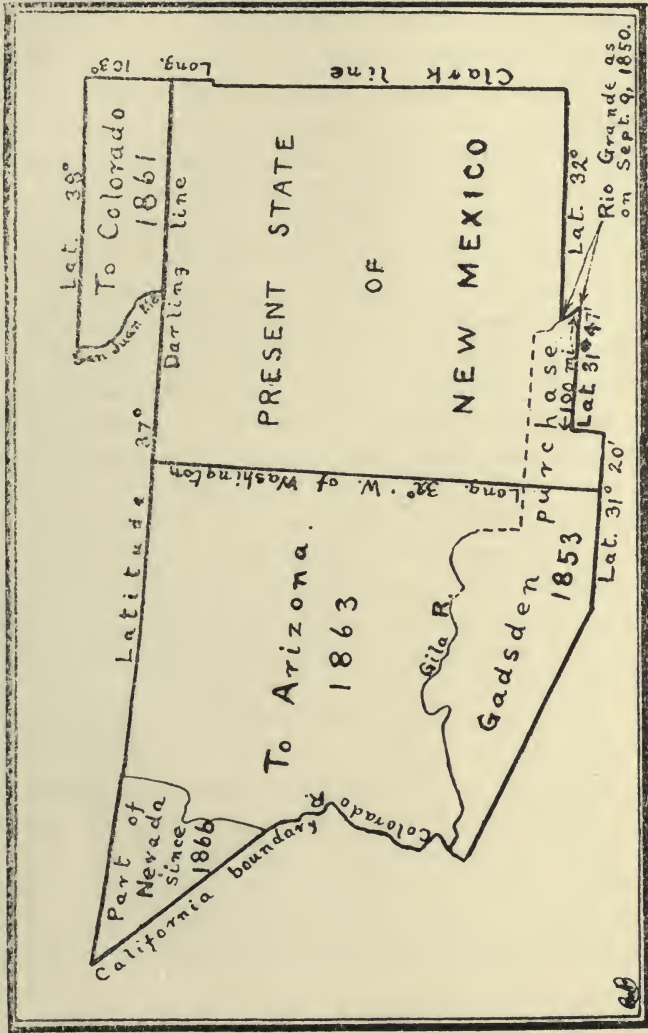 Long. 103°
Lat. 38°
To Colorado
1861
San Juan Mts.
Darling line
Clark line
PRESENT STATE
OF
NEW MEXICO
Lat. 32°
Rio Grande as
on Sept. 9, 1850.
Latitude 37°
Long. 32° W. of Washington
100 mi.
Lat. 31° 47'
Lat. 31° 20'
Purchase
Gadsden
1853
Gila R.
To Arizona.
1863
Colorado R.
Part of
Nevada
since
1866
California boundary